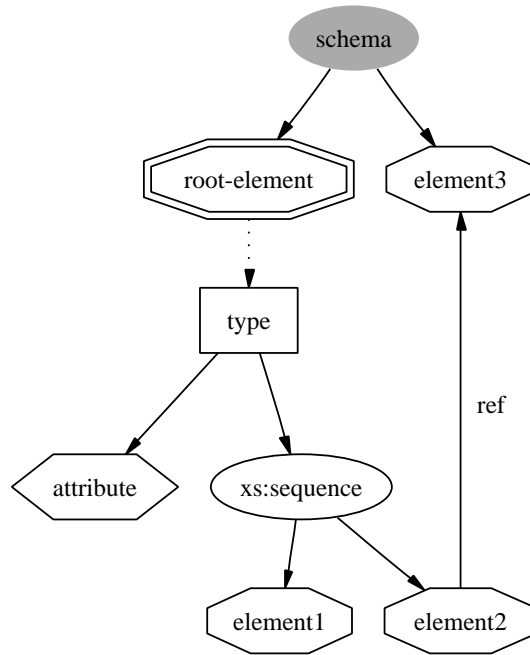 schema
root-element
element3
type
ref
attribute
xs:sequence
element1
element2